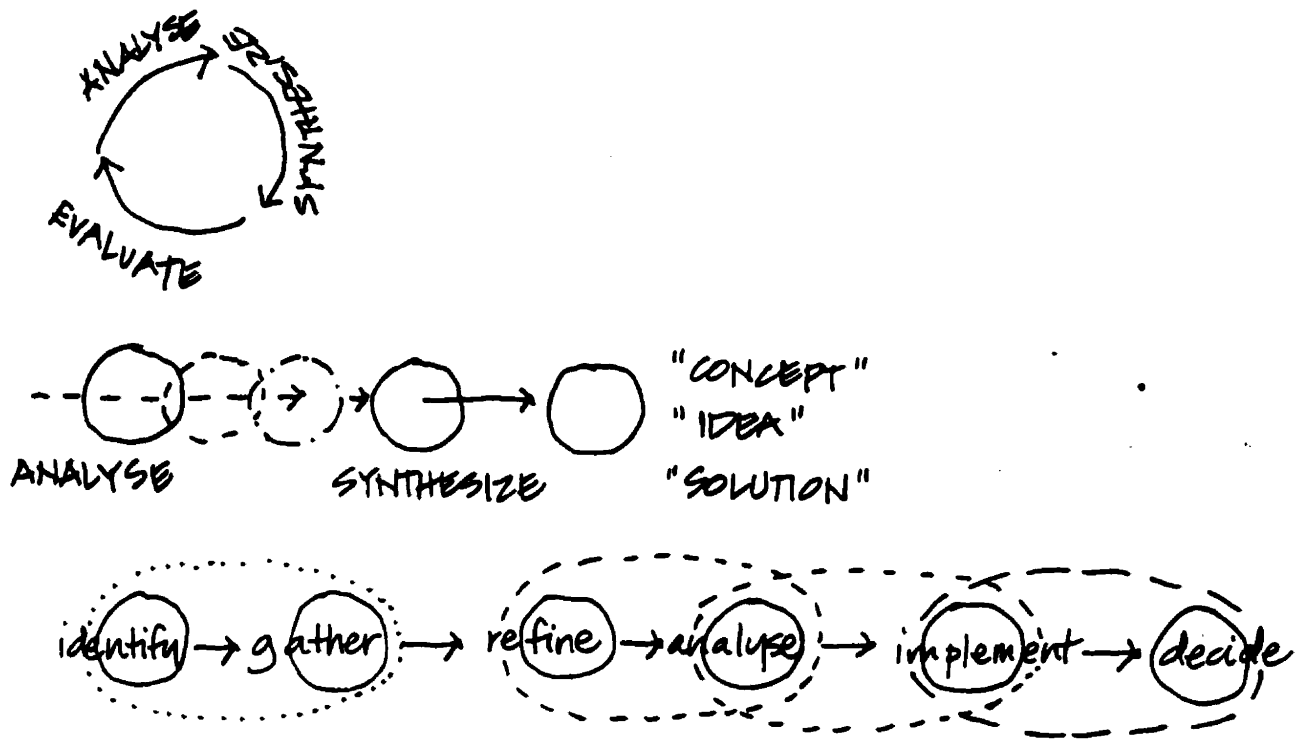 ANALYSE
SYNTHESIZE
EVALUATE
"CONCEPT"
"IDEA"
ANALYSE SYNTHESIZE "SOLUTION"
identify gather refine analyse implement decide